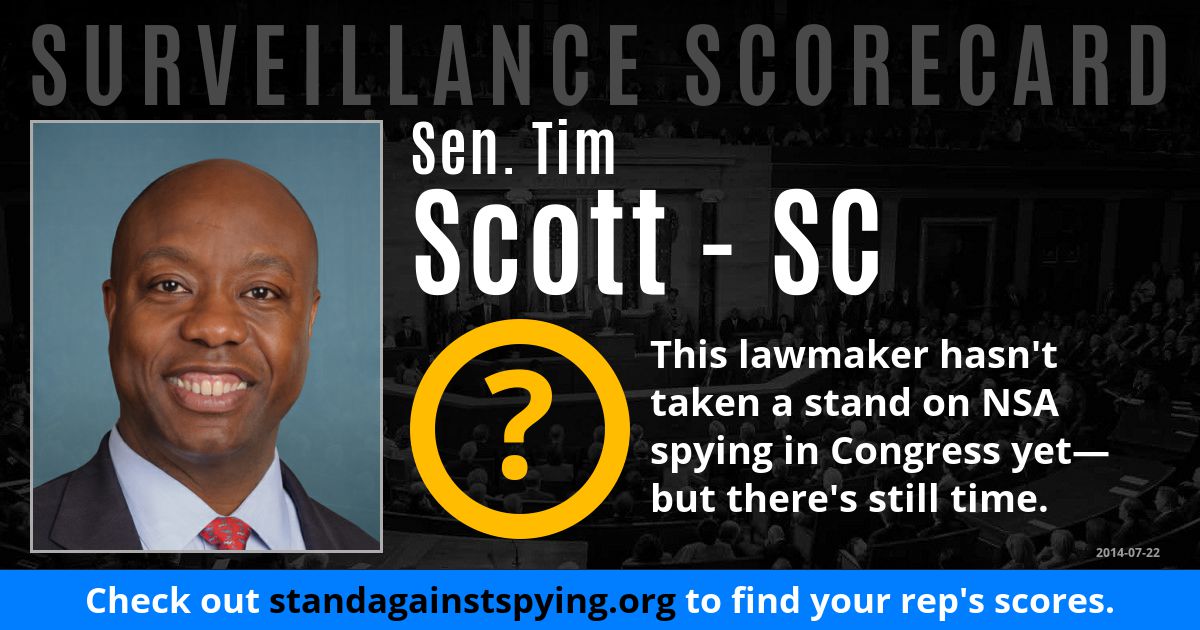 SURVEILLANCE SCORECARD
Sen. Tim
Scott - SC
?
This lawmaker hasn't
taken a stand on NSA
spying in Congress yet—
but there's still time.
2014-07-22
Check out standagainstspying.org to find your rep's scores.